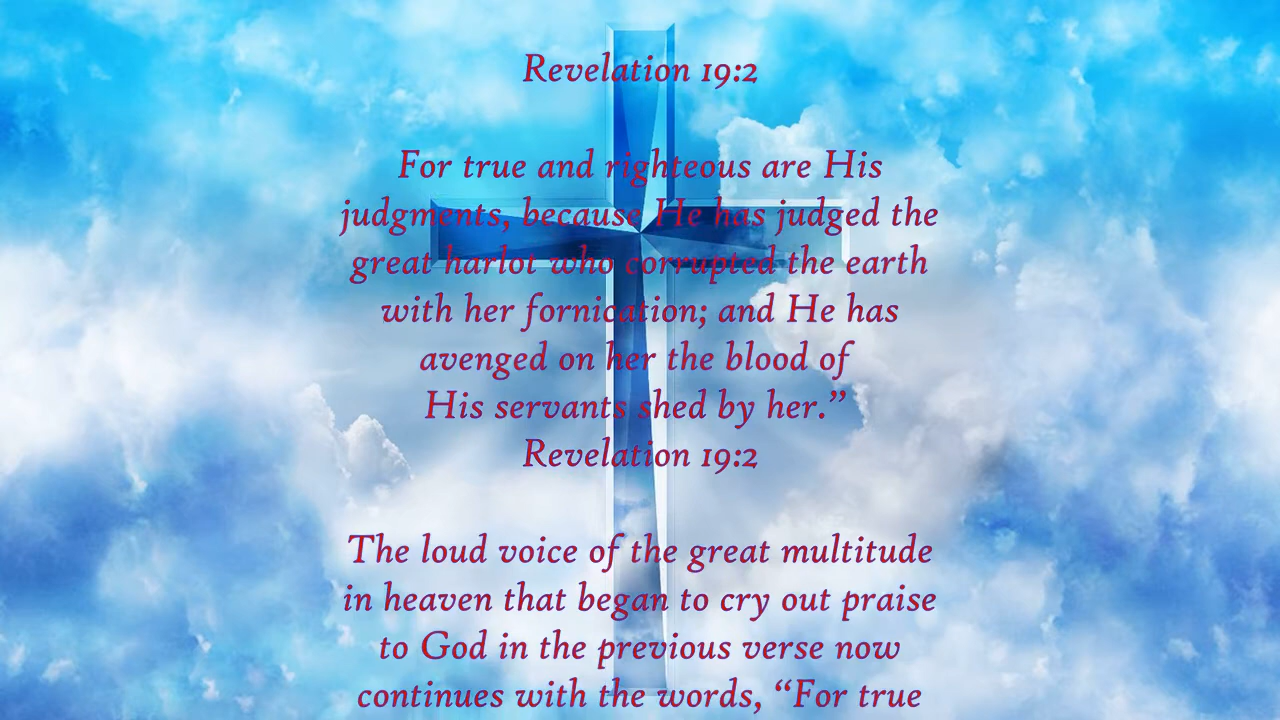 Revelation 19:2
For true and righteous are His
judgments, because He has judged the
great harlot who corrupted the earth
with her fornication; and He has
avenged on her the blood of
His servants shed by her.”
Revelation 19:2
The loud voice of the great multitude
in heaven that began to cry out praise
to God in the previous verse now
continues with the words, “For true